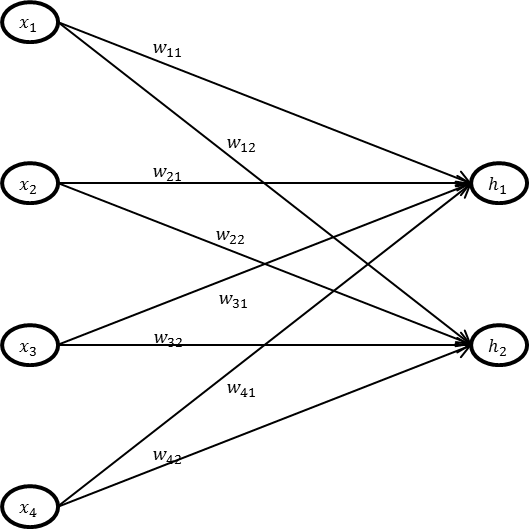 x₁
w₁₁
w₁₂
x₂
w₂₁
h₁
w₂₂
w₃₁
x₃
w₃₂
h₂
w₄₁
w₄₂
x₄